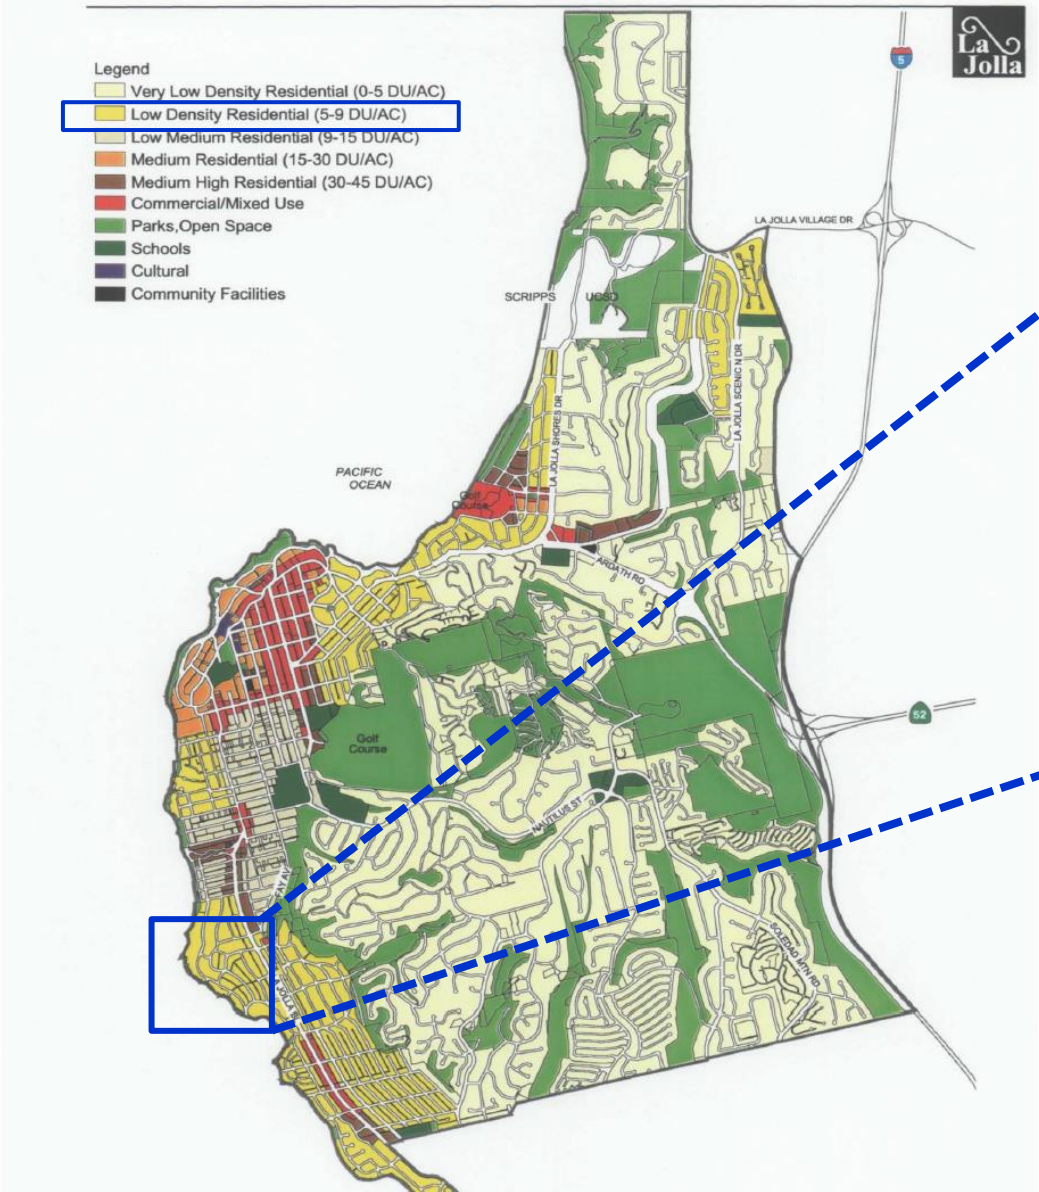 La
Jolla
5
Legend
Very Low Density Residential (0-5 DU/AC)
Low Density Residential (5-9 DU/AC)
Low Medium Residential (9-15 DU/AC)
Medium Residential (15-30 DU/AC)
Medium High Residential (30-45 DU/AC)
Commercial/Mixed Use
Parks,Open Space
Schools
Cultural
Community Facilities
LA JOLLA VILLAGE DR
SCRIPPS
UCSD
LA JOLLA SCENIC N DR
LA JOLLA SHORES DR
PACIFIC
OCEAN
Golf
Course
ARDATH RD
52
Golf
Course
NAUTILUS ST
SOLEDAD MTN RD
LA JOLLA